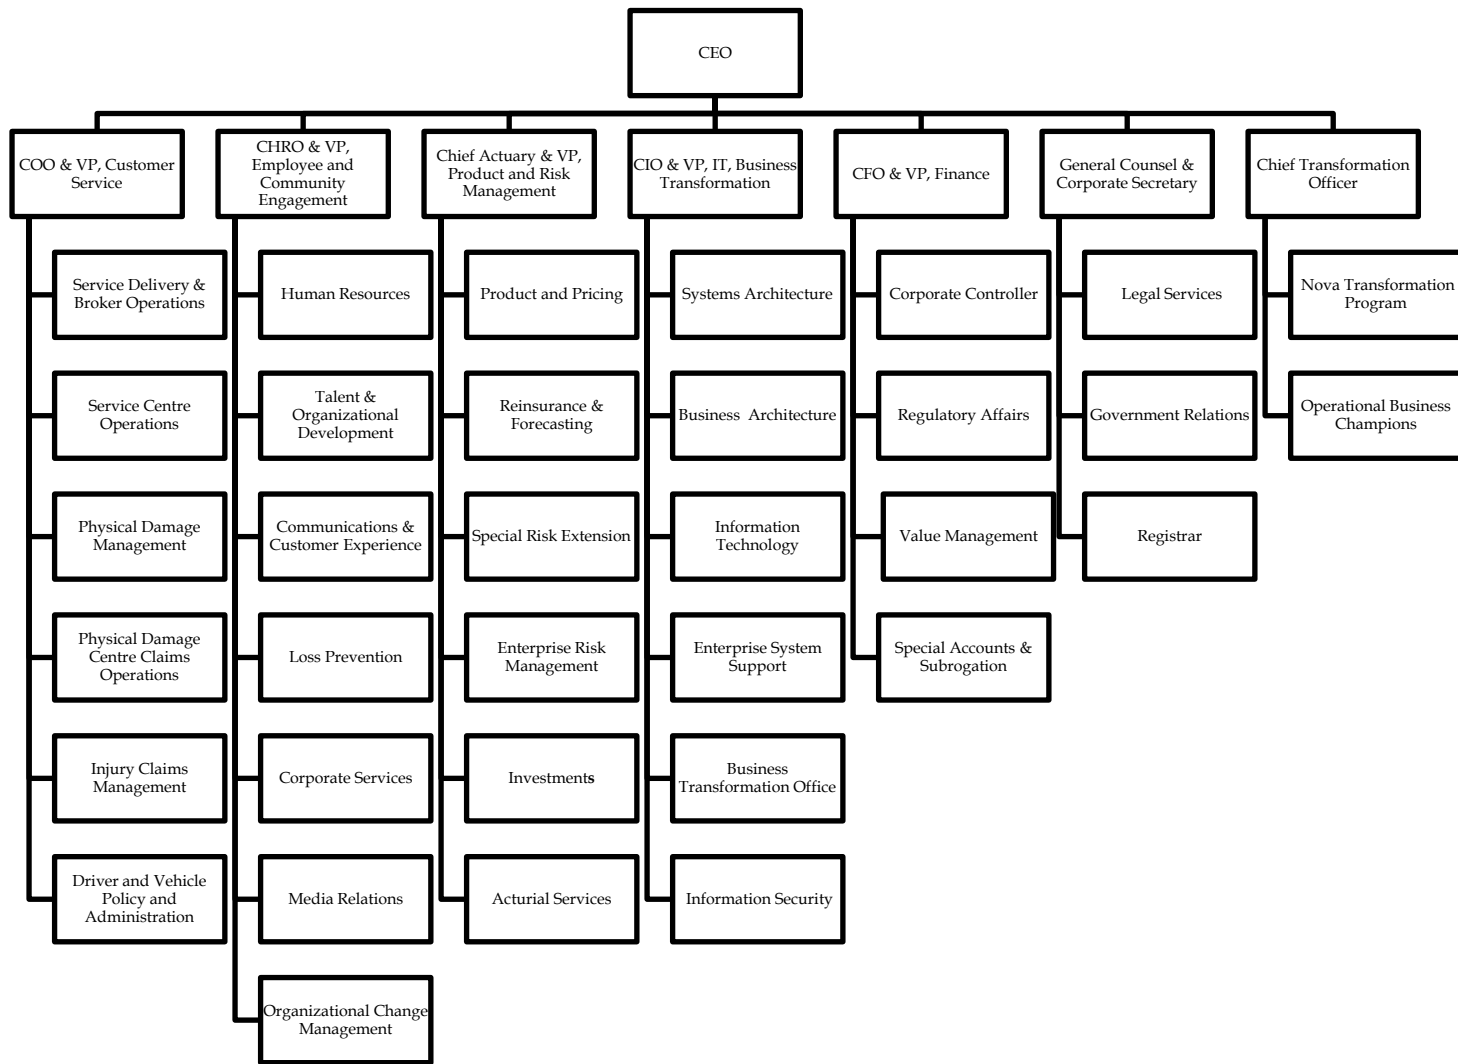 CEO
COO & VP, Customer
Service
CHRO & VP,
Employee and
Community
Engagement
Chief Actuary & VP,
Product and Risk
Management
CIO & VP, IT, Business
Transformation
CFO & VP, Finance
General Counsel &
Corporate Secretary
Chief Transformation
Officer
Service Delivery &
Broker Operations
Service Centre
Operations
Physical Damage
Management
Physical Damage
Centre Claims
Operations
Injury Claims
Management
Driver and Vehicle
Policy and
Administration
Human Resources
Talent &
Organizational
Development
Communications &
Customer Experience
Loss Prevention
Corporate Services
Media Relations
Organizational Change
Management
Product and Pricing
Reinsurance &
Forecasting
Special Risk Extension
Enterprise Risk
Management
Investments
Acturial Services
Systems Architecture
Business Architecture
Information
Technology
Enterprise System
Support
Business
Transformation Office
Information Security
Corporate Controller
Regulatory Affairs
Value Management
Special Accounts &
Subrogation
Legal Services
Government Relations
Registrar
Nova Transformation
Program
Operational Business
Champions